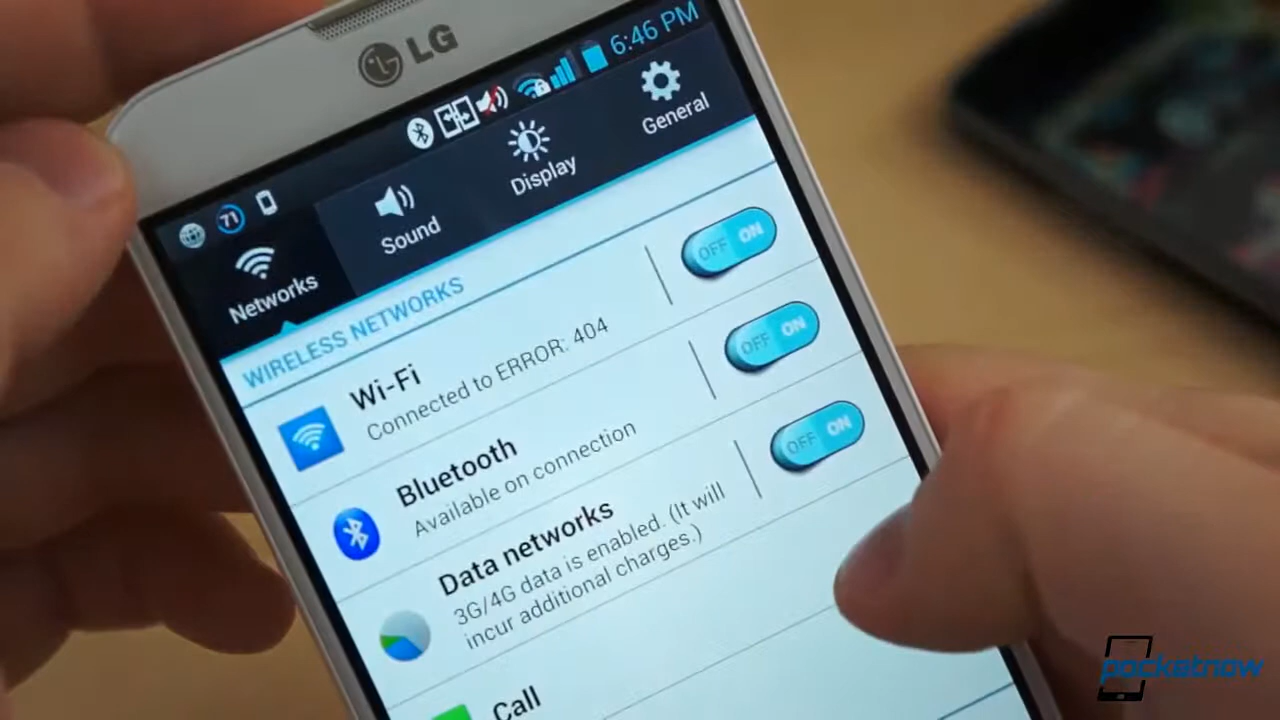 LG
6:46 PM
71
Networks
Sound
Display
General
WIRELESS NETWORKS
Wi-Fi
Connected to ERROR: 404
OFF ON
Bluetooth
Available on connection
OFF ON
Data networks
3G/4G data is enabled. (It will
incur additional charges.)
OFF ON
Call
pocketnow